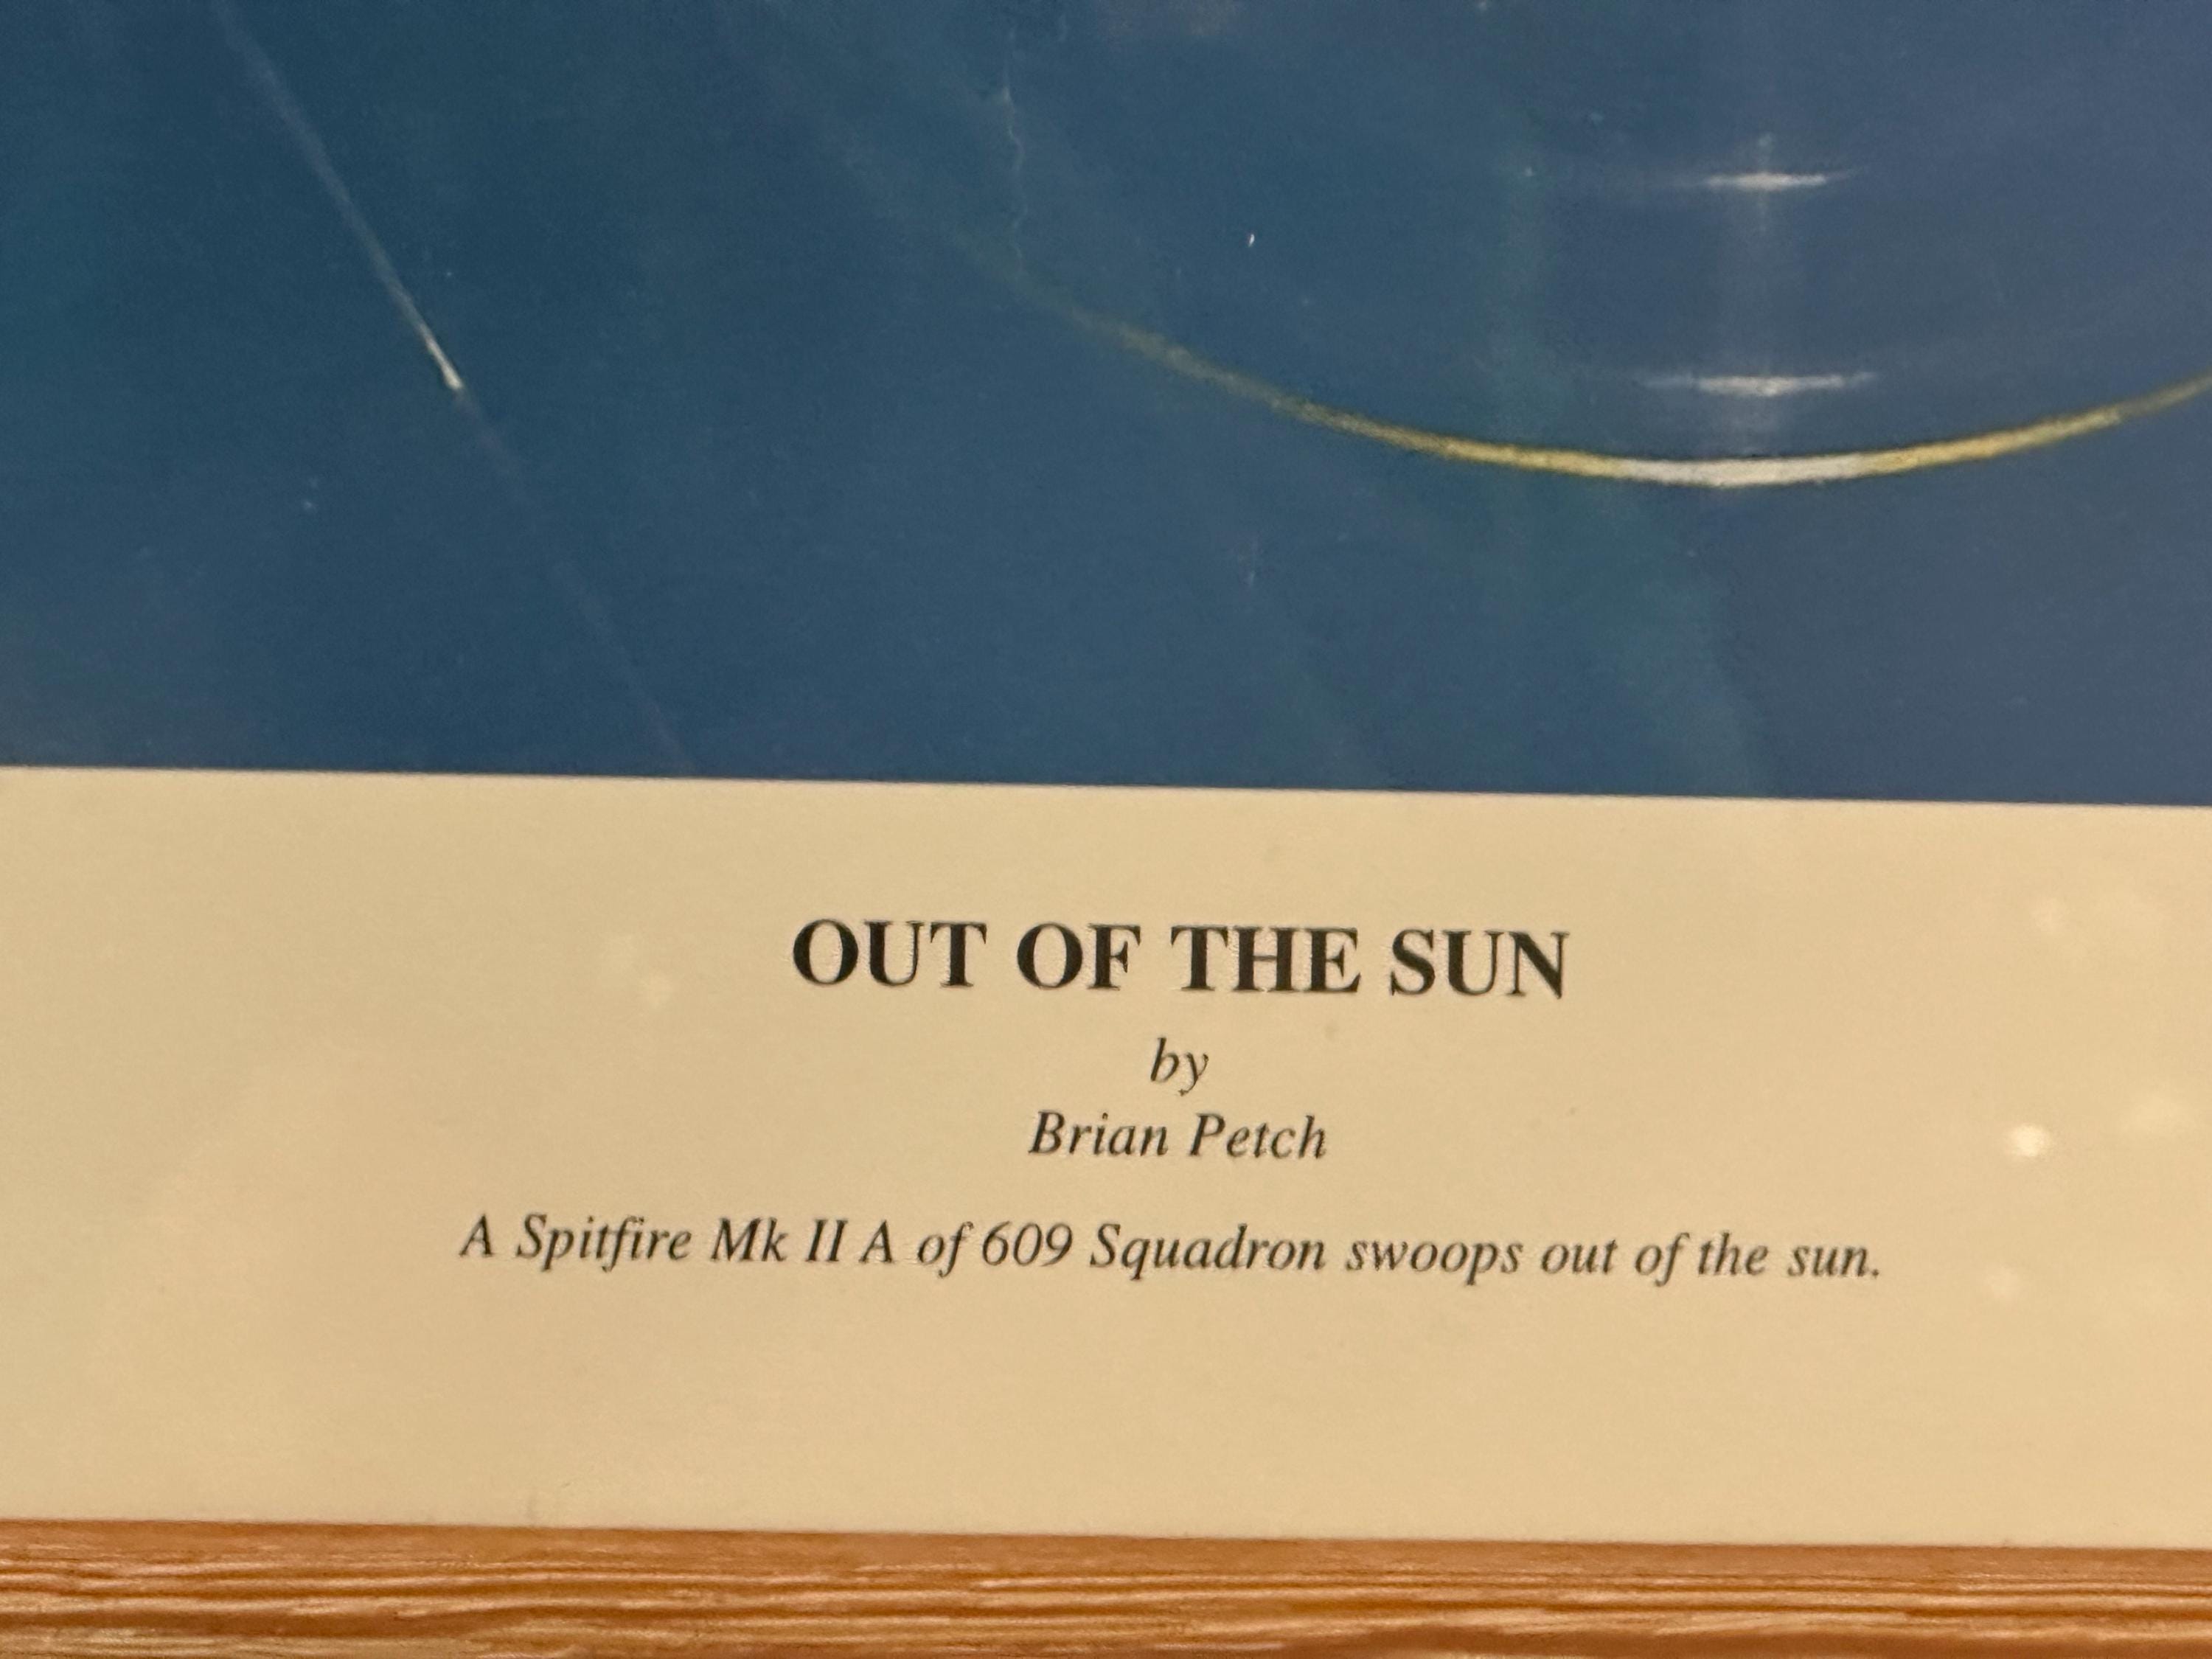 OUT OF THE SUN
by
Brian Petch
A Spitfire Mk II A of 609 Squadron swoops out of the sun.